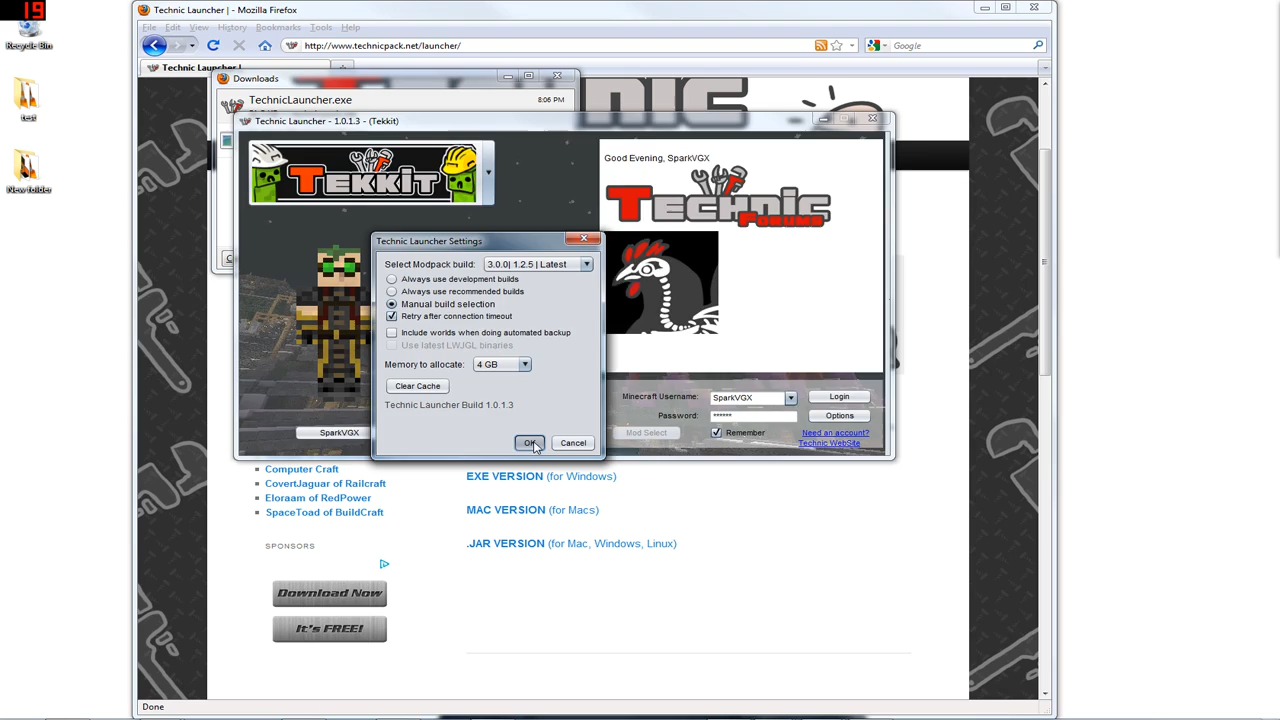 19
Recycle Bin
test
New folder
Technic Launcher | - Mozilla Firefox
File Edit View History Bookmarks Tools Help
http://www.technicpack.net/launcher/
Google
Technic Launcher |
Downloads
TechnicLauncher.exe
8:06 PM
Technic Launcher - 1.0.1.3 - (Tekkit)
TEKKIT
Good Evening, SparkVGX
TECHNIC
FORUMS
Technic Launcher Settings
Select Modpack build: 3.0.0| 1.2.5 | Latest
Always use development builds
Always use recommended builds
Manual build selection
Retry after connection timeout
Include worlds when doing automated backup
Use latest LWJGL binaries
Memory to allocate: 4 GB
Clear Cache
Technic Launcher Build 1.0.1.3
OK Cancel
SparkVGX
Minecraft Username: SparkVGX Login
Password: ****** Options
Mod Select Remember Need an account?
Technic WebSite
Computer Craft
CovertJaguar of Railcraft
Eloraam of RedPower
SpaceToad of BuildCraft
EXE VERSION (for Windows)
MAC VERSION (for Macs)
.JAR VERSION (for Mac, Windows, Linux)
SPONSORS
Download Now
It's FREE!
Done